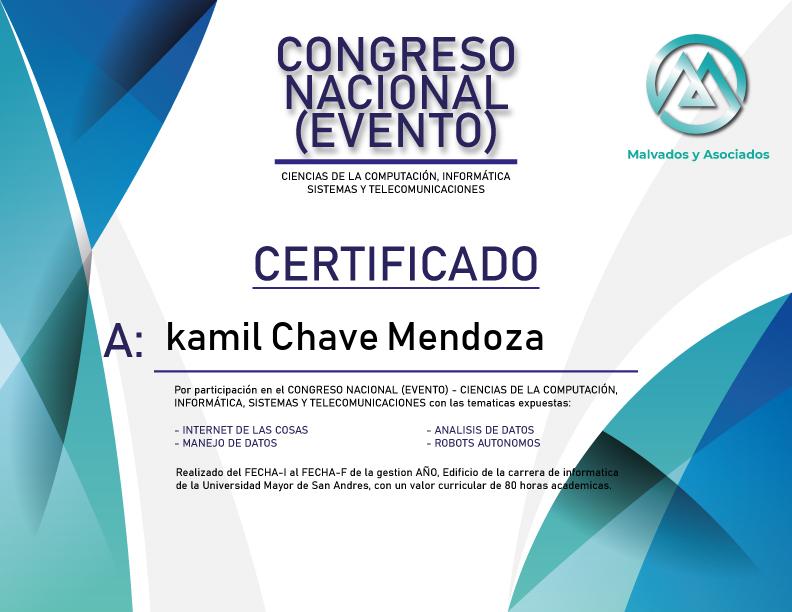 CONGRESO
NACIONAL
(EVENTO)
CIENCIAS DE LA COMPUTACIÓN, INFORMÁTICA
SISTEMAS Y TELECOMUNICACIONES
Malvados y Asociados
CERTIFICADO
A: kamil Chave Mendoza
Por participación en el CONGRESO NACIONAL (EVENTO) - CIENCIAS DE LA COMPUTACIÓN,
INFORMÁTICA, SISTEMAS Y TELECOMUNICACIONES con las tematicas expuestas:
- INTERNET DE LAS COSAS
- MANEJO DE DATOS
- ANALISIS DE DATOS
- ROBOTS AUTONOMOS
Realizado del FECHA-I al FECHA-F de la gestion AÑO, Edificio de la carrera de informatica
de la Universidad Mayor de San Andres, con un valor curricular de 80 horas academicas.